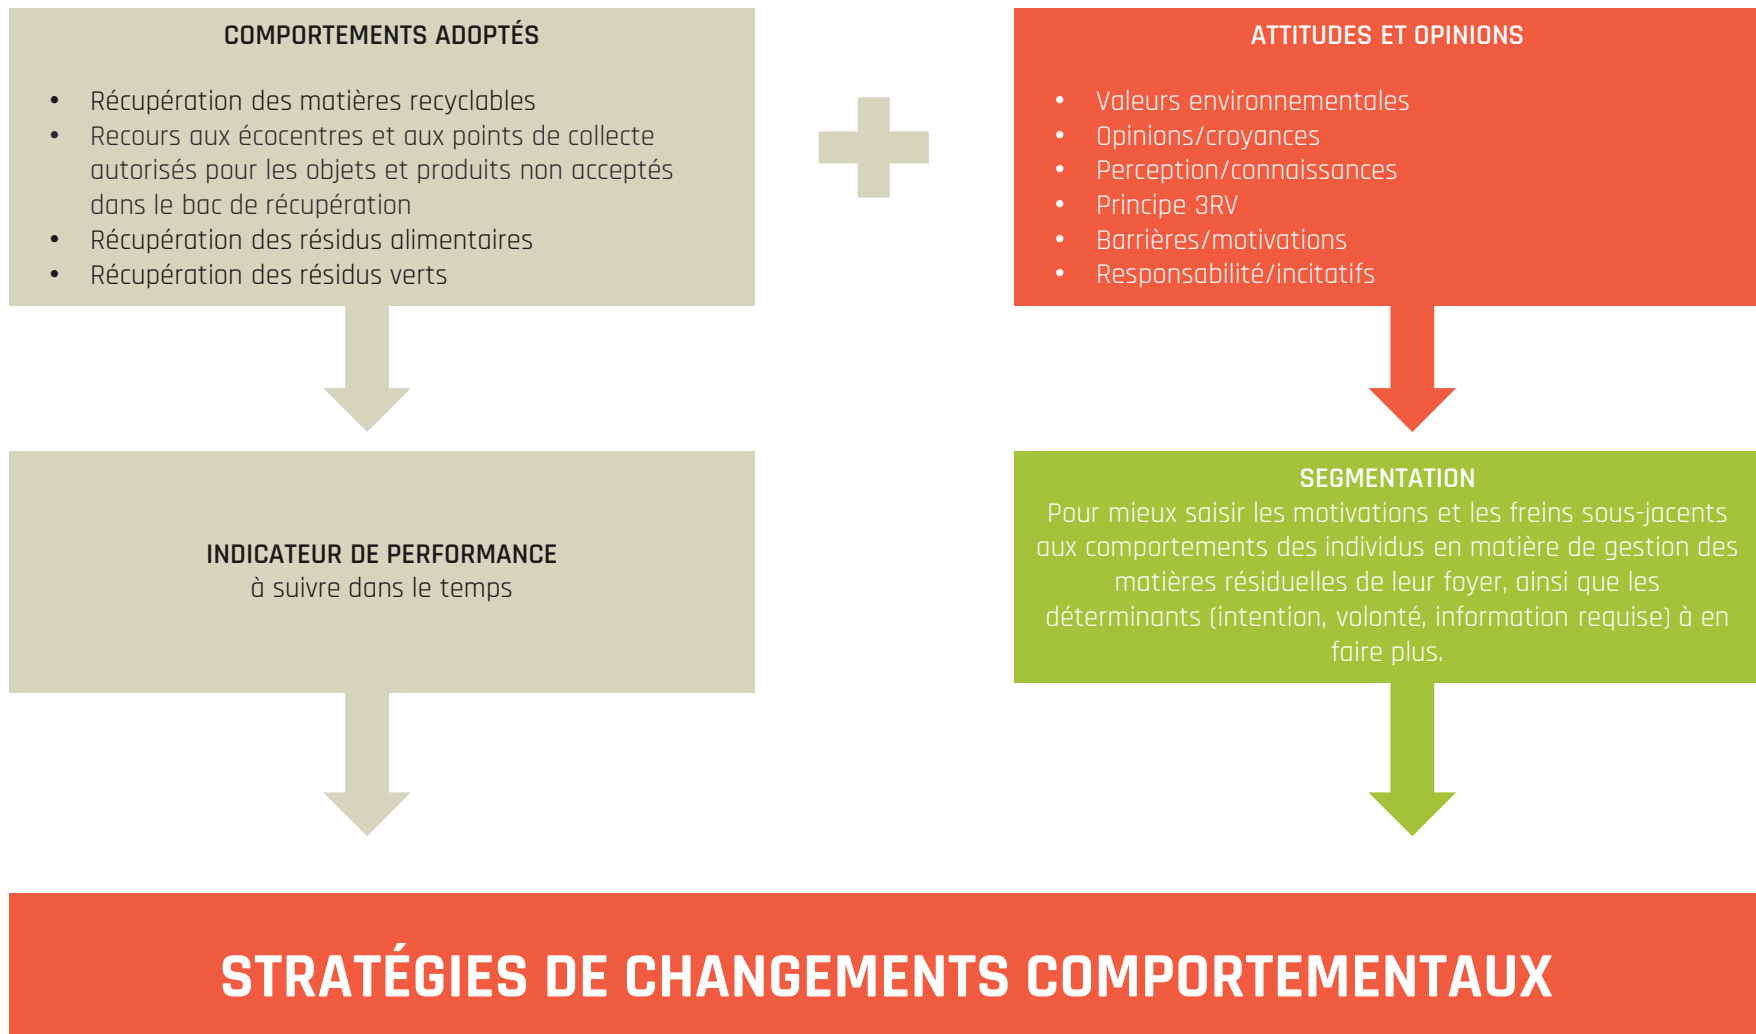 COMPORTEMENTS ADOPTÉS
• Récupération des matières recyclables
• Recours aux écocentres et aux points de collecte
autorisés pour les objets et produits non acceptés
dans le bac de récupération
• Récupération des résidus alimentaires
• Récupération des résidus verts
ATTITUDES ET OPINIONS
• Valeurs environnementales
• Opinions/croyances
• Perception/connaissances
• Principe 3RV
• Barrières/motivations
• Responsabilité/incitatifs
INDICATEUR DE PERFORMANCE
à suivre dans le temps
SEGMENTATION
Pour mieux saisir les motivations et les freins sous-jacents
aux comportements des individus en matière de gestion des
matières résiduelles de leur foyer, ainsi que les
déterminants (intention, volonté, information requise) à en
faire plus.
STRATÉGIES DE CHANGEMENTS COMPORTEMENTAUX